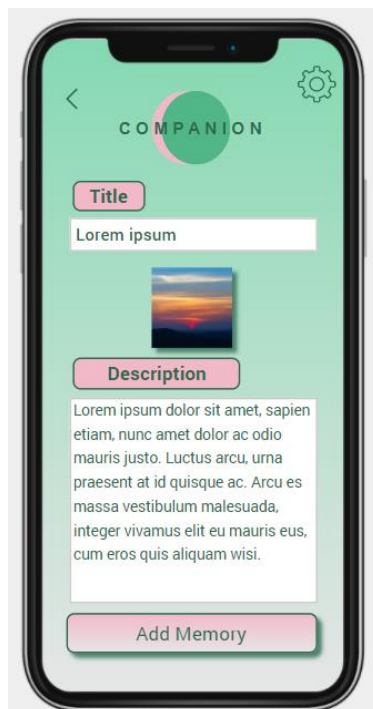 COMPANION
Title
Lorem ipsum
Description
Lorem ipsum dolor sit amet, sapien
etiam, nunc amet dolor ac odio
mauris justo. Luctus arcu, urna
praesent at id quisque ac. Arcu es
massa vestibulum malesuada,
integer vivamus elit eu mauris eus,
cum eros quis aliquam wisi.
Add Memory